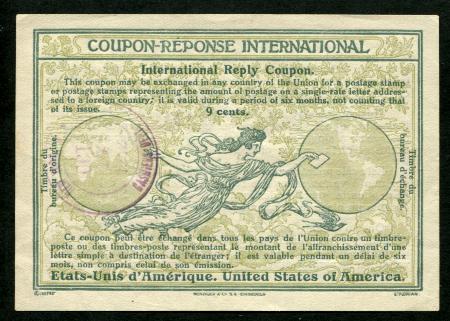 COUPON-REPONSE INTERNATIONAL
International Reply Coupon.
This coupon may be exchanged in any country of the Union for a postage stamp
or postage stamps representing the amount of postage on a single-rate letter addres-
sed to a foreign country; it is valid during a period of six months, not counting that
of its issue.
9 cents.
Timbre du
bureau d'origine.
Timbre du
bureau d'échange.
Ce coupon peut être échangé dans tous les pays de l'Union contre un timbre-
poste ou des timbres-poste représentant le montant de l'affranchissement d'une
lettre simple à destination de l'étranger; il est valable pendant un délai de six
mois, non compris celui de son émission.
Etats-Unis d'Amérique. United States of America.